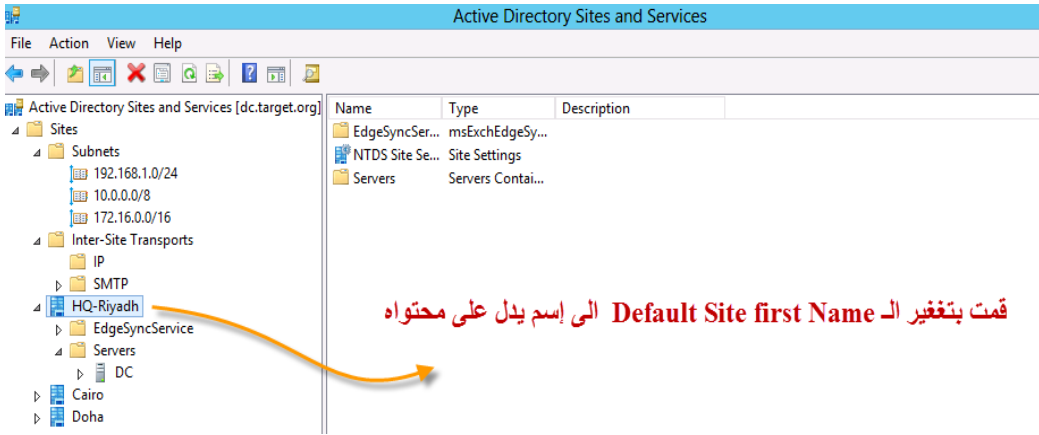 Active Directory Sites and Services
File Action View Help
Active Directory Sites and Services [dc.target.org]
Sites
Subnets
192.168.1.0/24
10.0.0.0/8
172.16.0.0/16
Inter-Site Transports
IP
SMTP
HQ-Riyadh
EdgeSyncService
Servers
DC
Cairo
Doha
Name Type Description
EdgeSyncSer... msExchEdgeSy...
NTDS Site Se... Site Settings
Servers Servers Contai...
قمت بتغغير الـ Default Site first Name الى إسم يدل على محتواه